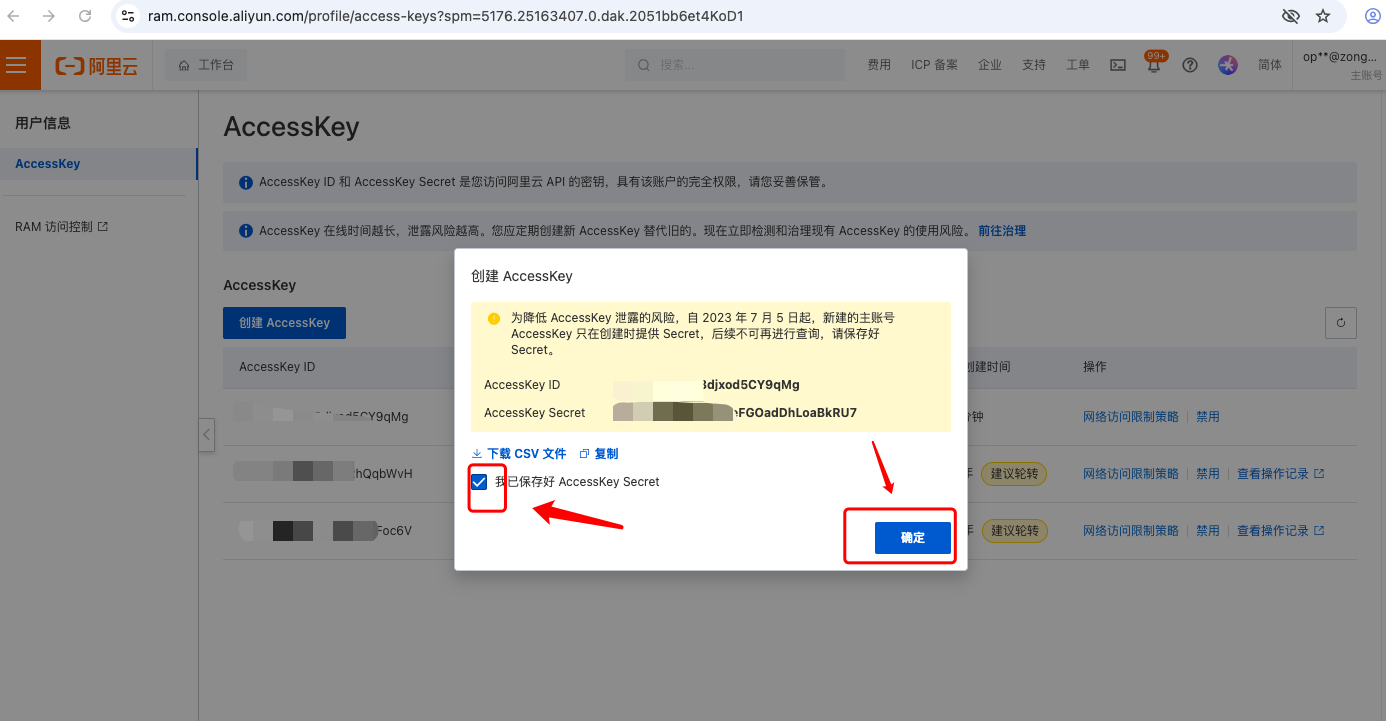 ram.console.aliyun.com/profile/access-keys?spm=5176.25163407.0.dak.2051bb6et4KoD1
阿里云
工作台
搜索...
费用
ICP 备案
企业
支持
工单
99+
简体
op**@zong...
主账号
用户信息
AccessKey
RAM 访问控制
AccessKey
AccessKey ID 和 AccessKey Secret 是您访问阿里云 API 的密钥，具有该账户的完全权限，请您妥善保管。
AccessKey 在线时间越长，泄露风险越高。您应定期创建新 AccessKey 替代旧的。现在立即检测和治理现有 AccessKey 的使用风险。 前往治理
AccessKey
创建 AccessKey
AccessKey ID
创建时间
操作
5CY9qMg
分钟
网络访问限制策略
禁用
hQqbWvH
年
建议轮转
网络访问限制策略
禁用
查看操作记录
Foc6V
年
建议轮转
网络访问限制策略
禁用
查看操作记录
创建 AccessKey
为降低 AccessKey 泄露的风险，自 2023 年 7 月 5 日起，新建的主账号
AccessKey 只在创建时提供 Secret，后续不可再进行查询，请保存好
Secret。
AccessKey ID
djxod5CY9qMg
AccessKey Secret
FGOadDhLoaBkRU7
下载 CSV 文件
复制
我已保存好 AccessKey Secret
确定